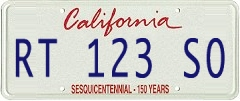 California
RT 123 SO
SESQUICENTENNIAL - 150 YEARS